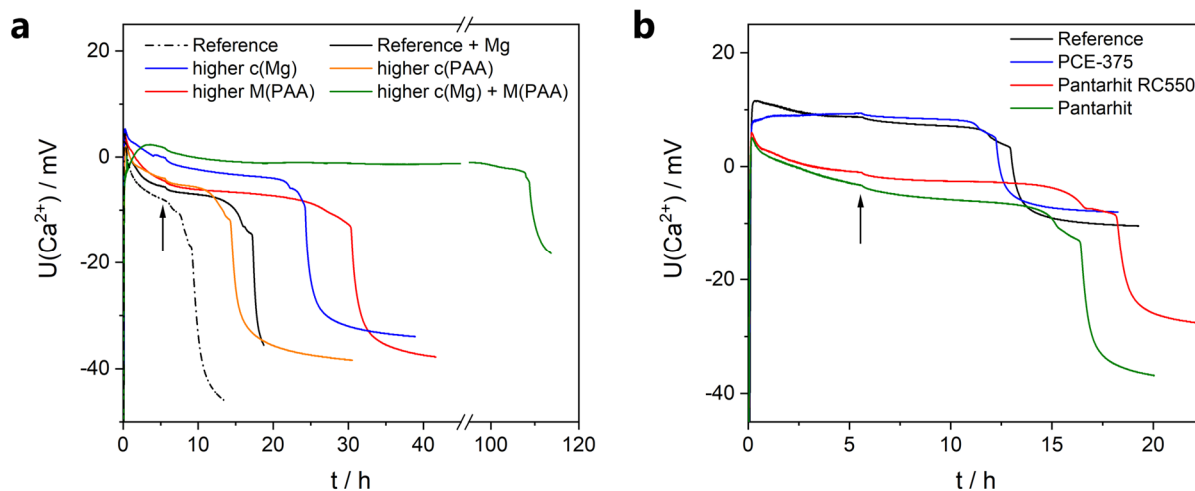 a
U(Ca²⁺) / mV
20
0
-20
-40
Reference
Reference + Mg
higher c(Mg)
higher c(PAA)
higher M(PAA)
higher c(Mg) + M(PAA)
0 10 20 30 40 100 120
t / h
b
U(Ca²⁺) / mV
20
0
-20
-40
Reference
PCE-375
Pantarhit RC550
Pantarhit
0 5 10 15 20
t / h